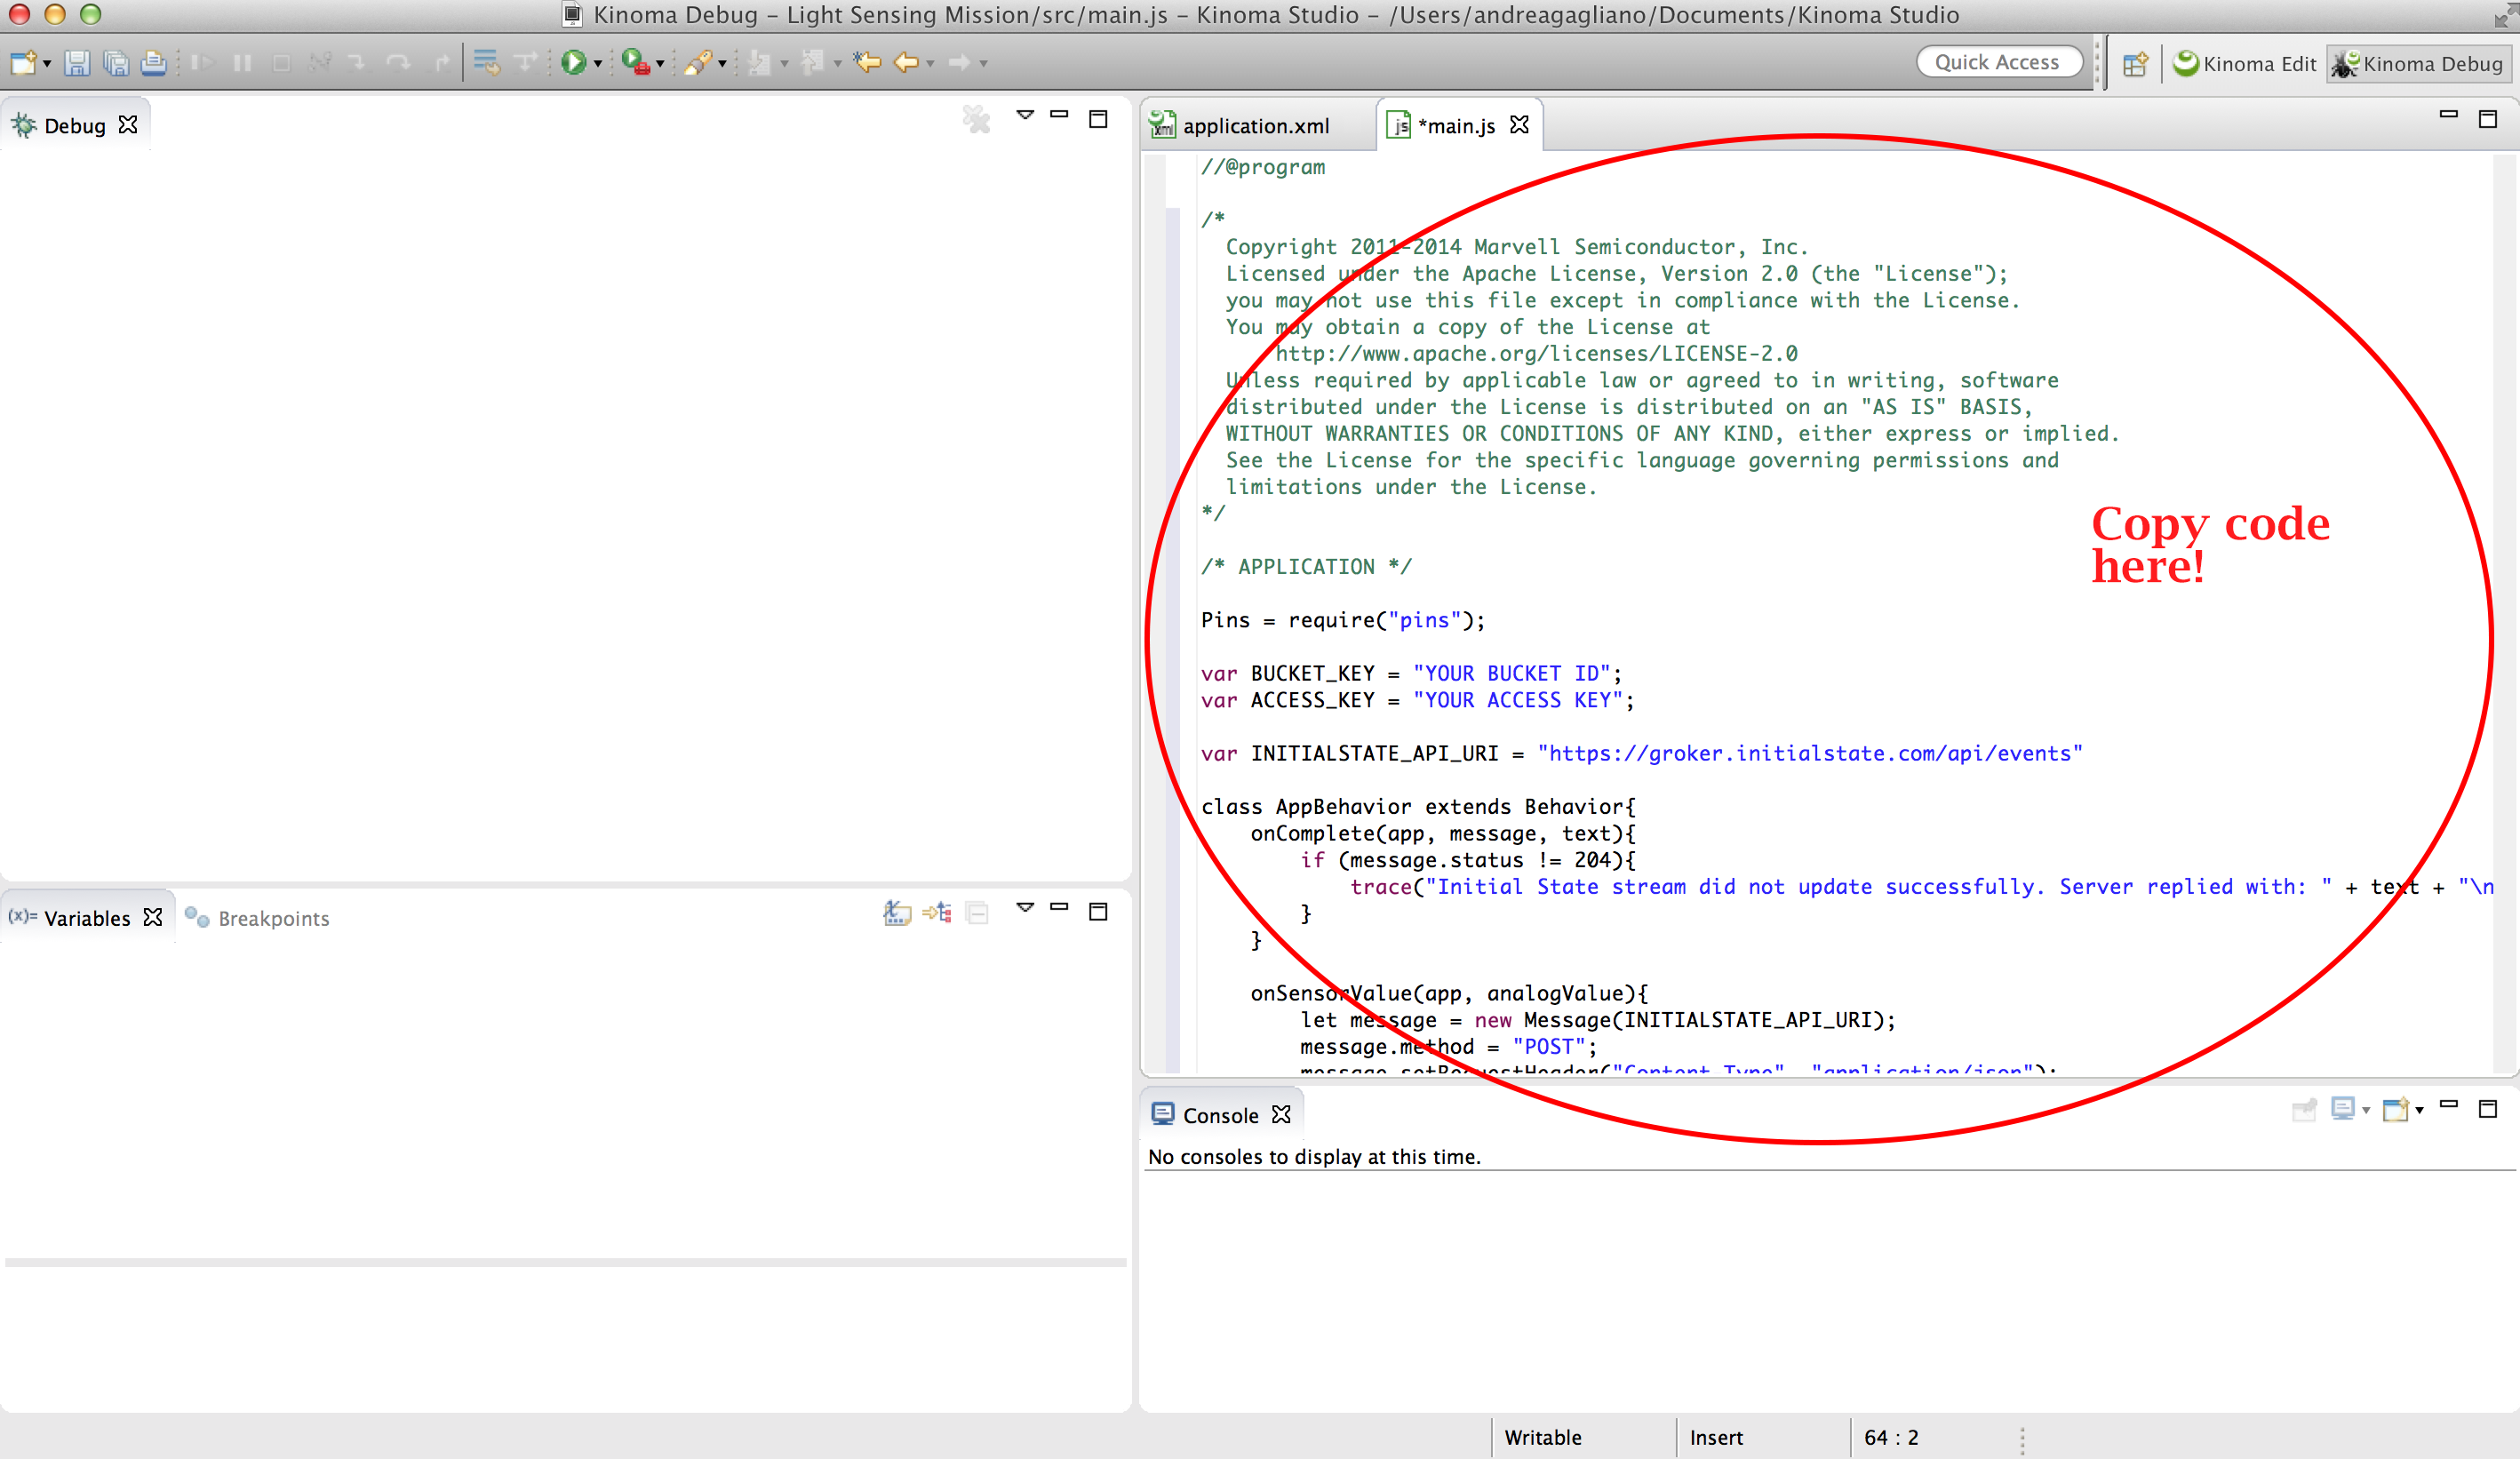 Kinoma Debug – Light Sensing Mission/src/main.js – Kinoma Studio – /Users/andreagagliano/Documents/Kinoma Studio
Quick Access
Kinoma Edit
Kinoma Debug
Debug
application.xml
*main.js
//@program
/*
Copyright 2011-2014 Marvell Semiconductor, Inc.
Licensed under the Apache License, Version 2.0 (the "License");
you may not use this file except in compliance with the License.
You may obtain a copy of the License at
http://www.apache.org/licenses/LICENSE-2.0
Unless required by applicable law or agreed to in writing, software
distributed under the License is distributed on an "AS IS" BASIS,
WITHOUT WARRANTIES OR CONDITIONS OF ANY KIND, either express or implied.
See the License for the specific language governing permissions and
limitations under the License.
*/
Copy code
here!
/* APPLICATION */
Pins = require("pins");
var BUCKET_KEY = "YOUR BUCKET ID";
var ACCESS_KEY = "YOUR ACCESS KEY";
var INITIALSTATE_API_URI = "https://groker.initialstate.com/api/events"
class AppBehavior extends Behavior{
onComplete(app, message, text){
if (message.status != 204){
trace("Initial State stream did not update successfully. Server replied with: " + text + "\n
}
}
onSensorValue(app, analogValue){
let message = new Message(INITIALSTATE_API_URI);
message.method = "POST";
message.setRequestHeader("Content-Type", "application/json");
(x)= Variables
Breakpoints
Console
No consoles to display at this time.
Writable
Insert
64 : 2